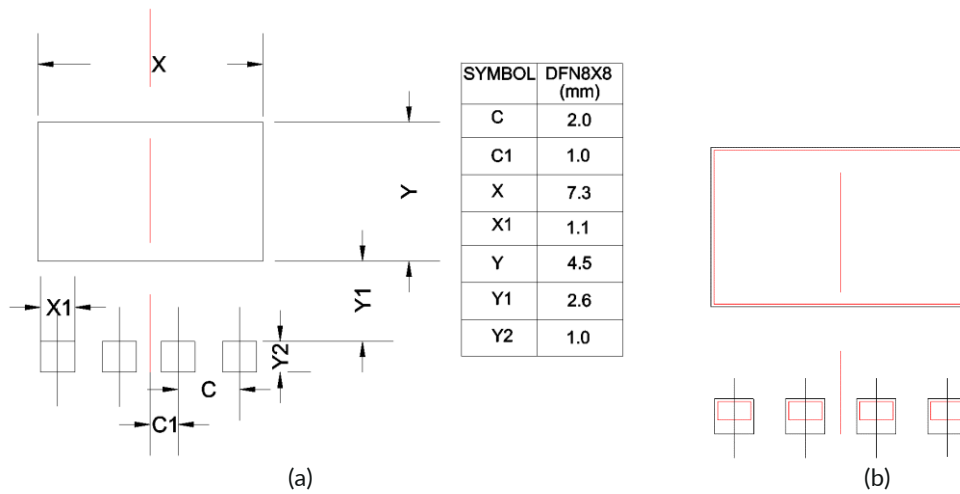 X
Y
X1
Y1
Y2
C
C1
SYMBOL DFN8X8
(mm)
C 2.0
C1 1.0
X 7.3
X1 1.1
Y 4.5
Y1 2.6
Y2 1.0
(a)
(b)